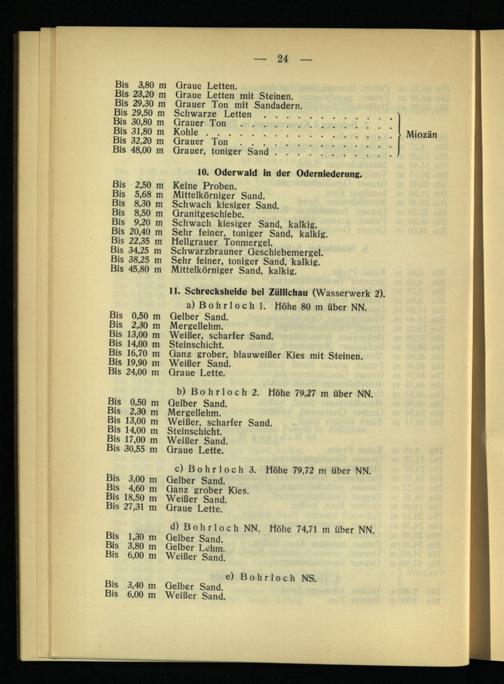 — 24 —
Bis 3,80 m Graue Letten.
Bis 23,20 m Graue Letten mit Steinen.
Bis 29,30 m Grauer Ton mit Sandadern.
Bis 29,50 m Schwarze Letten . . . . . . . . . . . .
Bis 30,80 m Grauer Ton . . . . . . . . . . . . .
Bis 31,80 m Kohle . . . . . . . . . . . . . . . . Miozän
Bis 32,20 m Grauer Ton . . . . . . . . . . . . .
Bis 48,00 m Grauer, toniger Sand . . . . . . . . . .
10. Oderwald in der Oderniederung.
Bis 2,50 m Keine Proben.
Bis 5,68 m Mittelkörniger Sand.
Bis 8,30 m Schwach kiesiger Sand.
Bis 8,50 m Granitgeschiebe.
Bis 9,20 m Schwach kiesiger Sand, kalkig.
Bis 20,40 m Sehr feiner, toniger Sand, kalkig.
Bis 22,35 m Hellgrauer Tonmergel.
Bis 34,25 m Schwarzbrauner Geschiebemergel.
Bis 38,25 m Sehr feiner, toniger Sand, kalkig.
Bis 45,80 m Mittelkörniger Sand, kalkig.
11. Schrecksheide bei Züllichau (Wasserwerk 2).
a) Bohrloch 1. Höhe 80 m über NN.
Bis 0,50 m Gelber Sand.
Bis 2,30 m Mergellehm.
Bis 13,00 m Weißer, scharfer Sand.
Bis 14,00 m Steinschicht.
Bis 16,70 m Ganz grober, blauweißer Kies mit Steinen.
Bis 19,90 m Weißer Sand.
Bis 24,00 m Graue Lette.
b) Bohrloch 2. Höhe 79,27 m über NN.
Bis 0,50 m Gelber Sand.
Bis 2,30 m Mergellehm.
Bis 13,00 m Weißer, scharfer Sand.
Bis 14,00 m Steinschicht.
Bis 17,00 m Weißer Sand.
Bis 30,55 m Graue Lette.
c) Bohrloch 3. Höhe 79,72 m über NN.
Bis 3,00 m Gelber Sand.
Bis 4,60 m Ganz grober Kies.
Bis 18,50 m Weißer Sand.
Bis 27,31 m Graue Lette.
d) Bohrloch NN. Höhe 74,71 m über NN.
Bis 1,30 m Gelber Sand.
Bis 3,80 m Gelber Lehm.
Bis 6,00 m Weißer Sand.
e) Bohrloch NS.
Bis 3,40 m Gelber Sand.
Bis 6,00 m Weißer Sand.